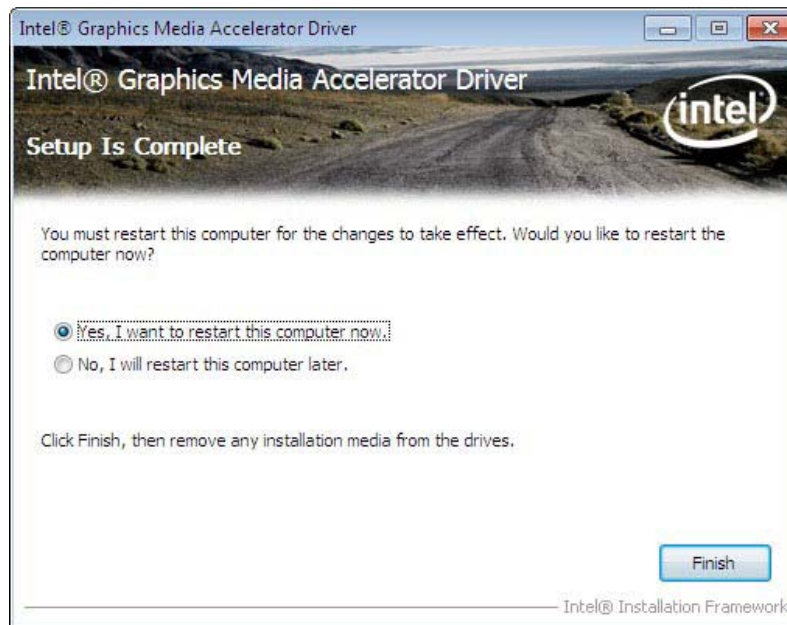 Intel® Graphics Media Accelerator Driver
Intel® Graphics Media Accelerator Driver
intel
Setup Is Complete
You must restart this computer for the changes to take effect. Would you like to restart the
computer now?
Yes, I want to restart this computer now.
No, I will restart this computer later.
Click Finish, then remove any installation media from the drives.
Finish
Intel® Installation Framework